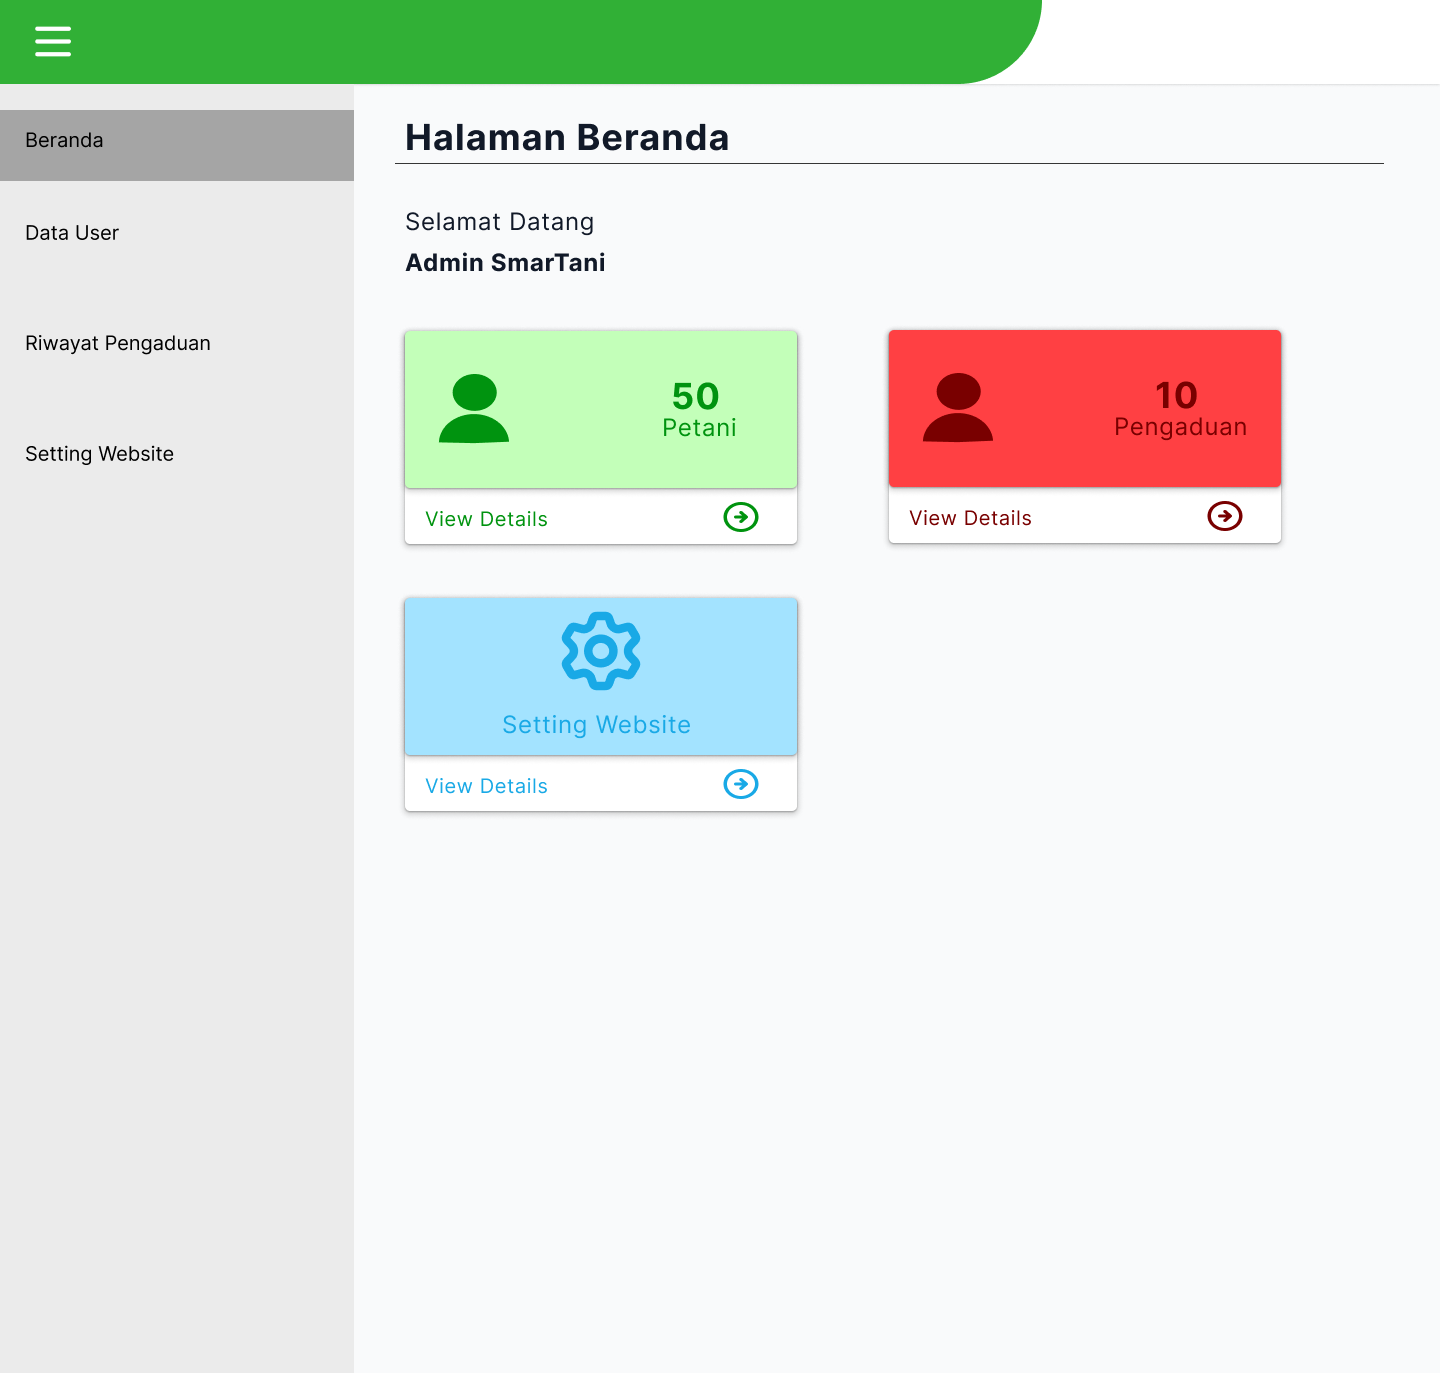 Beranda
Data User
Riwayat Pengaduan
Setting Website
Halaman Beranda
Selamat Datang
Admin SmarTani
50
Petani
View Details
10
Pengaduan
View Details
Setting Website
View Details